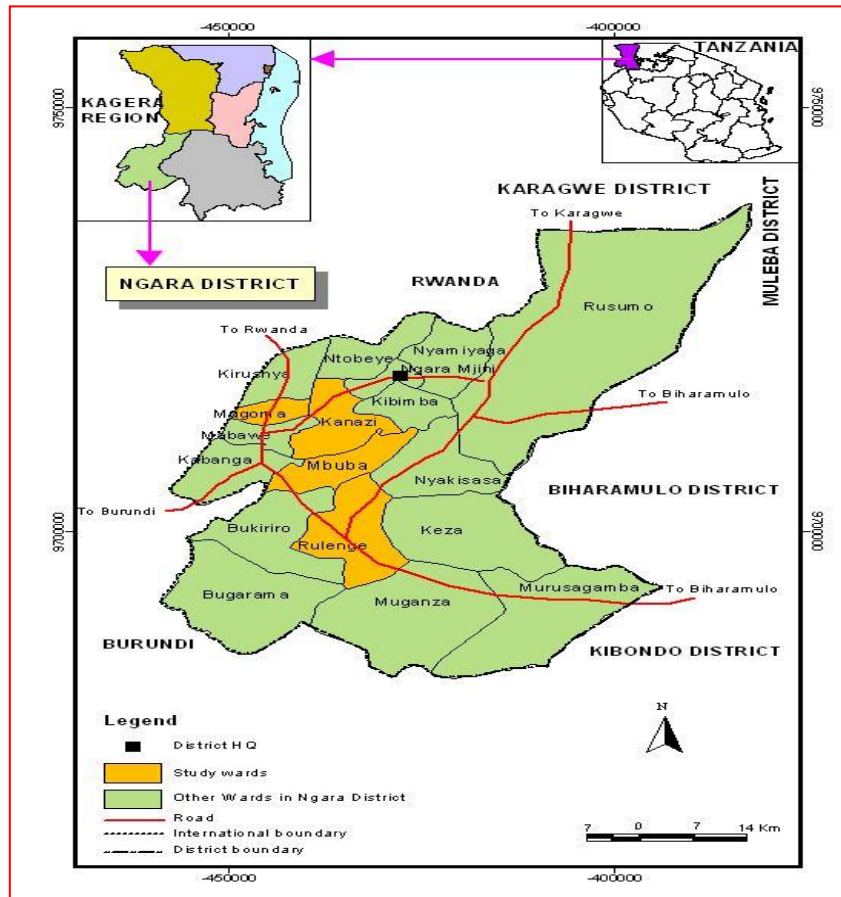 -450000
-400000
TANZANIA
KAGERA
REGION
9750000
9750000
KARAGWE DISTRICT
To Karagwe
MULEBA DISTRICT
NGARA DISTRICT
RWANDA
Rusumo
To Rwanda
Nyamiyaga
Ntobeye
Ngara Mjini
Kirushya
To Biharamulo
Kibimba
Mugoma
Kanazi
Mabawe
Kabanga
Mbuba
Nyakisasa
BIHARAMULO DISTRICT
To Burundi
9700000
9700000
Bukiriro
Keza
Rulenge
Murusagamba
To Biharamulo
Bugarama
Muganza
BURUNDI
KIBONDO DISTRICT
Legend
N
District HQ
Study wards
Other Wards in Ngara District
Road
International boundary
District boundary
7 0 7 14 Km
-450000
-400000